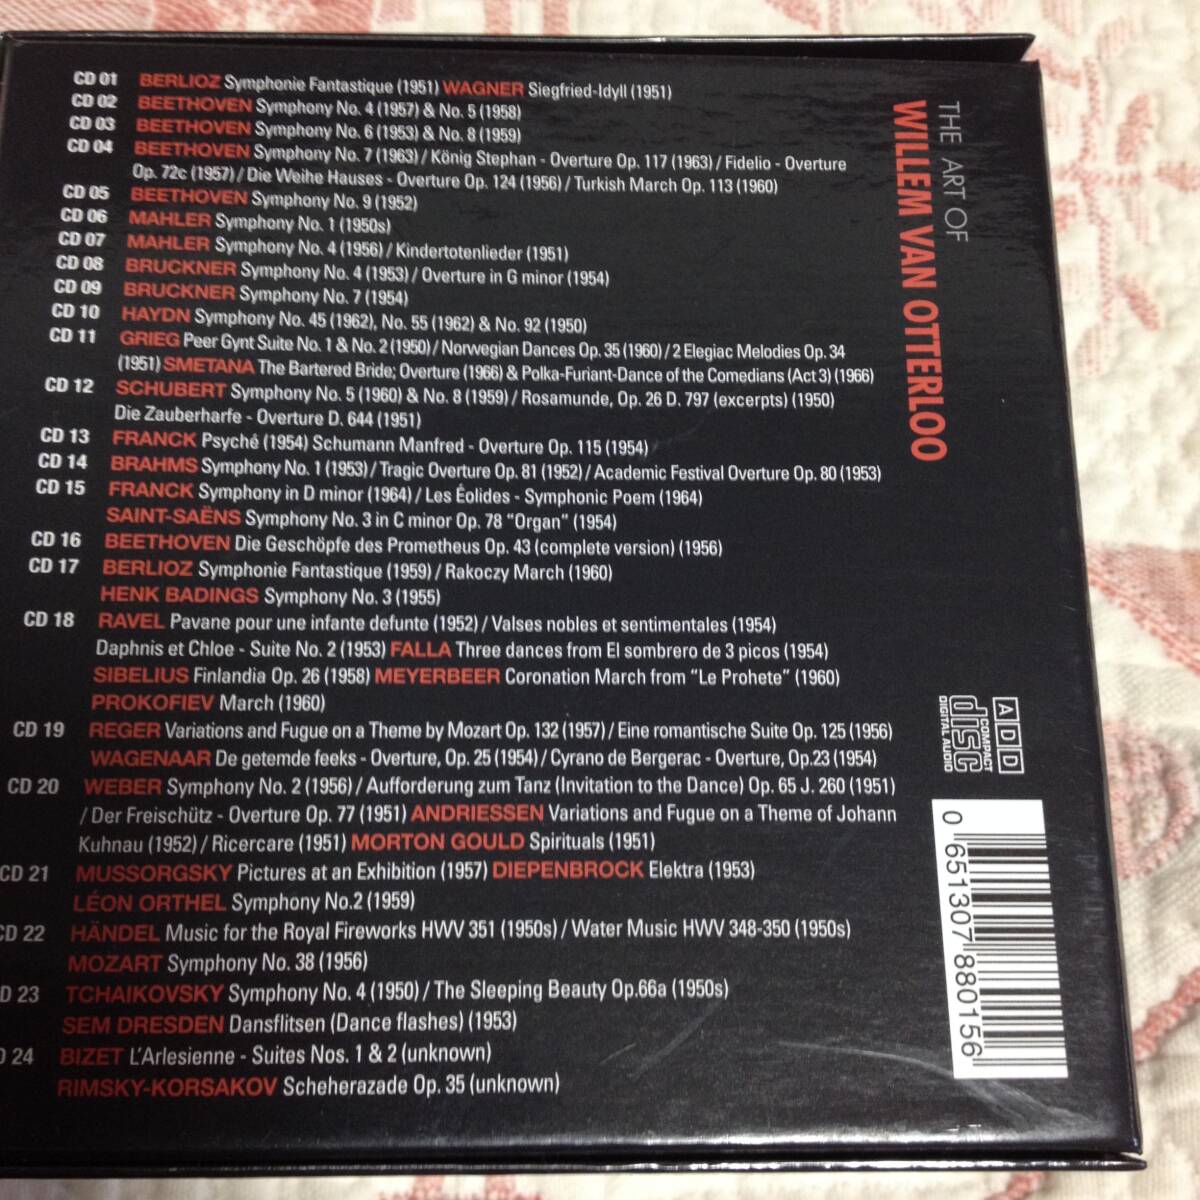 CD 01 BERLIOZ Symphonie Fantastique (1951) WAGNER Siegfried-Idyll (1951)
CD 02 BEETHOVEN Symphony No. 4 (1957) & No. 5 (1958)
CD 03 BEETHOVEN Symphony No. 6 (1953) & No. 8 (1959)
CD 04 BEETHOVEN Symphony No. 7 (1963) / König Stephan - Overture Op. 117 (1963) / Fidelio - Overture
Op. 72c (1957) / Die Weihe Hauses - Overture Op. 124 (1956) / Turkish March Op. 113 (1960)
CD 05 BEETHOVEN Symphony No. 9 (1952)
CD 06 MAHLER Symphony No. 1 (1950s)
CD 07 MAHLER Symphony No. 4 (1956) / Kindertotenlieder (1951)
CD 08 BRUCKNER Symphony No. 4 (1953) / Overture in G minor (1954)
CD 09 BRUCKNER Symphony No. 7 (1954)
CD 10 HAYDN Symphony No. 45 (1962), No. 55 (1962) & No. 92 (1950)
CD 11 GRIEG Peer Gynt Suite No. 1 & No. 2 (1950) / Norwegian Dances Op. 35 (1960) / 2 Elegiac Melodies Op. 34
(1951) SMETANA The Bartered Bride; Overture (1966) & Polka-Furiant-Dance of the Comedians (Act 3) (1966)
CD 12 SCHUBERT Symphony No. 5 (1960) & No. 8 (1959) / Rosamunde, Op. 26 D. 797 (excerpts) (1950)
Die Zauberharfe - Overture D. 644 (1951)
CD 13 FRANCK Psyché (1954) Schumann Manfred - Overture Op. 115 (1954)
CD 14 BRAHMS Symphony No. 1 (1953) / Tragic Overture Op. 81 (1952) / Academic Festival Overture Op. 80 (1953)
CD 15 FRANCK Symphony in D minor (1964) / Les Éolides - Symphonic Poem (1964)
SAINT-SAËNS Symphony No. 3 in C minor Op. 78 "Organ" (1954)
CD 16 BEETHOVEN Die Geschöpfe des Prometheus Op. 43 (complete version) (1956)
CD 17 BERLIOZ Symphonie Fantastique (1959) / Rakoczy March (1960)
HENK BADINGS Symphony No. 3 (1955)
CD 18 RAVEL Pavane pour une infante defunte (1952) / Valses nobles et sentimentales (1954)
Daphnis et Chloe - Suite No. 2 (1953) FALLA Three dances from El sombrero de 3 picos (1954)
SIBELIUS Finlandia Op. 26 (1958) MEYERBEER Coronation March from "Le Prohete" (1960)
PROKOFIEV March (1960)
CD 19 REGER Variations and Fugue on a Theme by Mozart Op. 132 (1957) / Eine romantische Suite Op. 125 (1956)
WAGENAAR De getemde feeks - Overture, Op. 25 (1954) / Cyrano de Bergerac - Overture, Op.23 (1954)
CD 20 WEBER Symphony No. 2 (1956) / Aufforderung zum Tanz (Invitation to the Dance) Op. 65 J. 260 (1951)
/ Der Freischütz - Overture Op. 77 (1951) ANDRIESSEN Variations and Fugue on a Theme of Johann
Kuhnau (1952) / Ricercare (1951) MORTON GOULD Spirituals (1951)
CD 21 MUSSORGSKY Pictures at an Exhibition (1957) DIEPENBROCK Elektra (1953)
LÉON ORTHEL Symphony No.2 (1959)
CD 22 HÄNDEL Music for the Royal Fireworks HWV 351 (1950s) / Water Music HWV 348-350 (1950s)
MOZART Symphony No. 38 (1956)
D 23 TCHAIKOVSKY Symphony No. 4 (1950) / The Sleeping Beauty Op.66a (1950s)
SEM DRESDEN Dansflitsen (Dance flashes) (1953)
D 24 BIZET L'Arlesienne - Suites Nos. 1 & 2 (unknown)
RIMSKY-KORSAKOV Scheherazade Op. 35 (unknown)
THE ART OF
WILLEM VAN OTTERLOO
ADD
COMPACT
disc
DIGITAL AUDIO
0 651307 880156